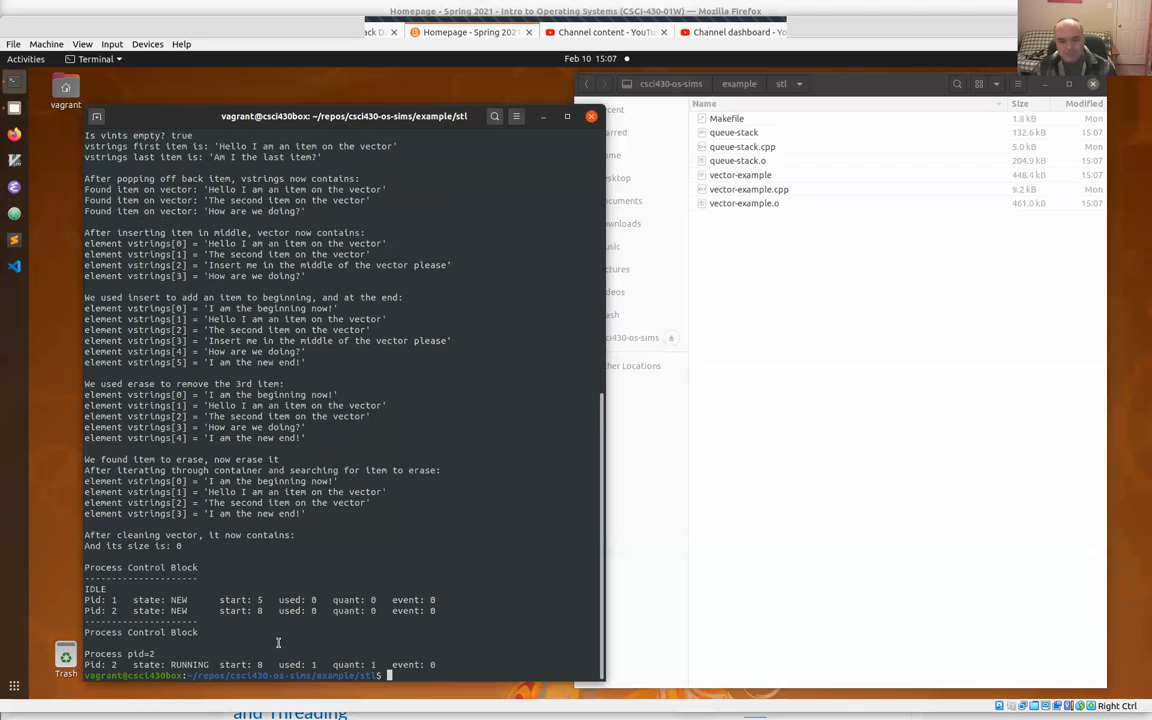 Homepage - Spring 2021 - Intro to Operating Systems (CSCI-430-01W) — Mozilla Firefox
Homepage - Spring 2021
Channel content - YouTu
Channel dashboard - Yo
File Machine View Input Devices Help
Activities Terminal Feb 10 15:07
vagrant
vagrant@csci430box: ~/repos/csci430-os-sims/example/stl
Is vints empty? true
vstrings first item is: 'Hello I am an item on the vector'
vstrings last item is: 'Am I the last item?'
After popping off back item, vstrings now contains:
Found item on vector: 'Hello I am an item on the vector'
Found item on vector: 'The second item on the vector'
Found item on vector: 'How are we doing?'
After inserting item in middle, vector now contains:
element vstrings[0] = 'Hello I am an item on the vector'
element vstrings[1] = 'The second item on the vector'
element vstrings[2] = 'Insert me in the middle of the vector please'
element vstrings[3] = 'How are we doing?'
We used insert to add an item to beginning, and at the end:
element vstrings[0] = 'I am the beginning now!'
element vstrings[1] = 'Hello I am an item on the vector'
element vstrings[2] = 'The second item on the vector'
element vstrings[3] = 'Insert me in the middle of the vector please'
element vstrings[4] = 'How are we doing?'
element vstrings[5] = 'I am the new end!'
We used erase to remove the 3rd item:
element vstrings[0] = 'I am the beginning now!'
element vstrings[1] = 'Hello I am an item on the vector'
element vstrings[2] = 'The second item on the vector'
element vstrings[3] = 'How are we doing?'
element vstrings[4] = 'I am the new end!'
We found item to erase, now erase it
After iterating through container and searching for item to erase:
element vstrings[0] = 'I am the beginning now!'
element vstrings[1] = 'Hello I am an item on the vector'
element vstrings[2] = 'The second item on the vector'
element vstrings[3] = 'I am the new end!'
After cleaning vector, it now contains:
And its size is: 0
Process Control Block
---------------------
IDLE
Pid: 1 state: NEW start: 5 used: 0 quant: 0 event: 0
Pid: 2 state: NEW start: 8 used: 0 quant: 0 event: 0
---------------------
Process Control Block
Process pid=2
Pid: 2 state: RUNNING start: 8 used: 1 quant: 1 event: 0
vagrant@csci430box:~/repos/csci430-os-sims/example/stl$
Trash
csci430-os-sims example stl
ecent
arred
ome
esktop
ocuments
ownloads
usic
ctures
deos
ash
csci430-os-sims
ther Locations
Name Size Modified
Makefile 1.8 kB 15:07
queue-stack 132.6 kB 15:07
queue-stack.cpp 5.0 kB Mon
queue-stack.o 204.9 kB 15:07
vector-example 448.4 kB 15:07
vector-example.cpp 9.2 kB Mon
vector-example.o 461.0 kB 15:07
Right Ctrl
and Threading